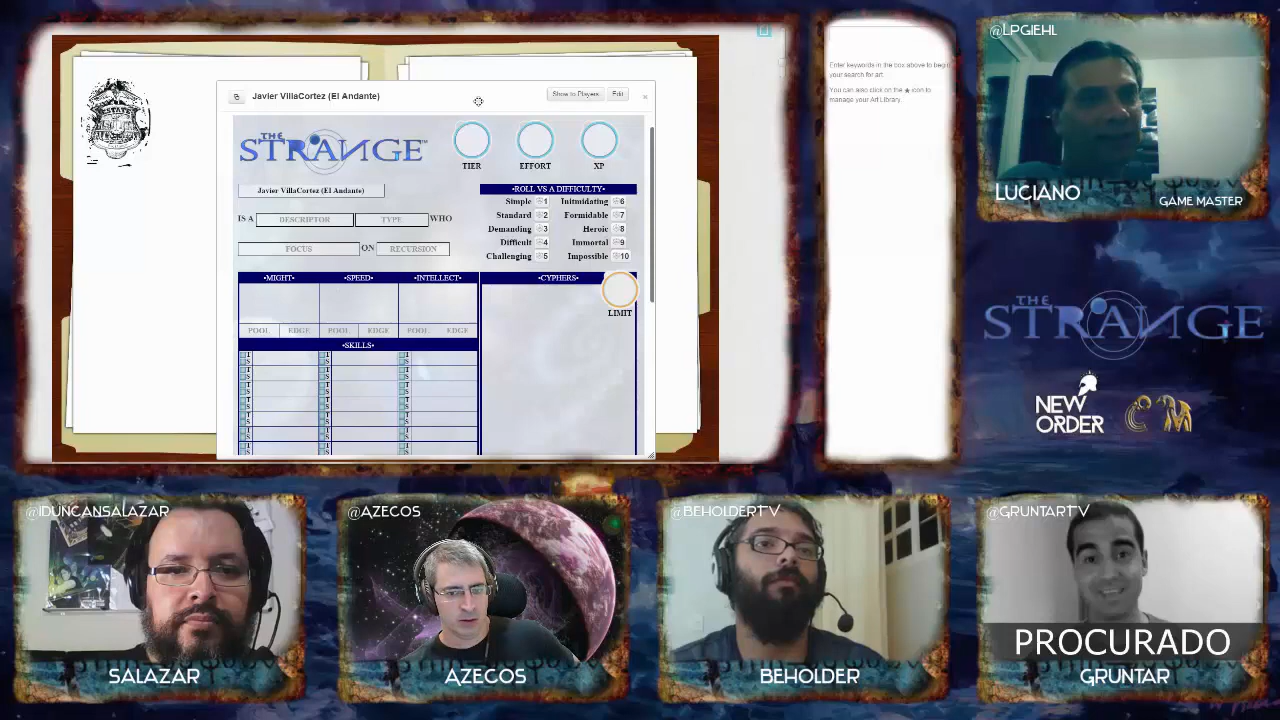 Javier VillaCortez (El Andante)
Show to Players
Edit
×
THE
STRANGE
TIER
EFFORT
XP
Javier VillaCortez (El Andante)
IS A
DESCRIPTOR
TYPE
WHO
FOCUS
ON
RECURSION
•ROLL VS A DIFFICULTY•
Simple 1
Inituidating 6
Standard 2
Formidable 7
Demanding 3
Heroic 8
Difficult 4
Immortal 9
Challenging 5
Impossible 10
•MIGHT•
•SPEED•
•INTELLECT•
•CYPHERS•
LIMIT
POOL
EDGE
POOL
EDGE
POOL
EDGE
•SKILLS•
Enter keywords in the box above to begin
your search for art.
You can also click on the ★ icon to
manage your Art Library.
@LPGIEHL
LUCIANO
GAME MASTER
THE
STRANGE
NEW
ORDER
CM
@IDUNCANSALAZAR
SALAZAR
@AZECOS
AZECOS
@BEHOLDERTV
BEHOLDER
@GRUNTARTV
PROCURADO
GRUNTAR